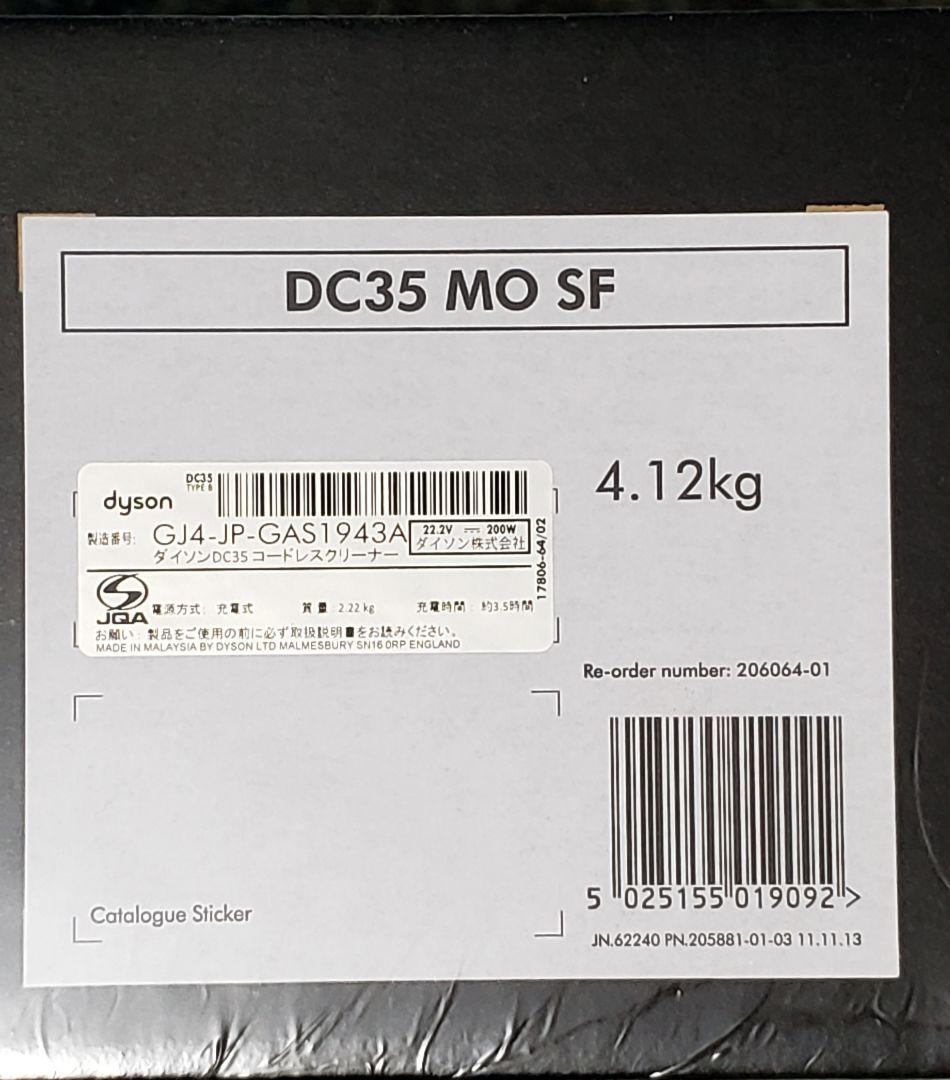 DC35 MO SF
4.12kg
dyson
DC35
TYPE B
製造番号: GJ4-JP-GAS1943A
22.2V ⎓ 200W
ダイソン株式会社
ダイソンDC35 コードレスクリーナー
17806-64/02
JQA
電源方式: 充電式 質量: 2.22 kg 充電時間: 約3.5時間
お願い: 製品をご使用の前に必ず取扱説明書をお読みください。
MADE IN MALAYSIA BY DYSON LTD MALMESBURY SN16 0RP ENGLAND
Re-order number: 206064-01
5 025155 019092 >
Catalogue Sticker
JN.62240 PN.205881-01-03 11.11.13